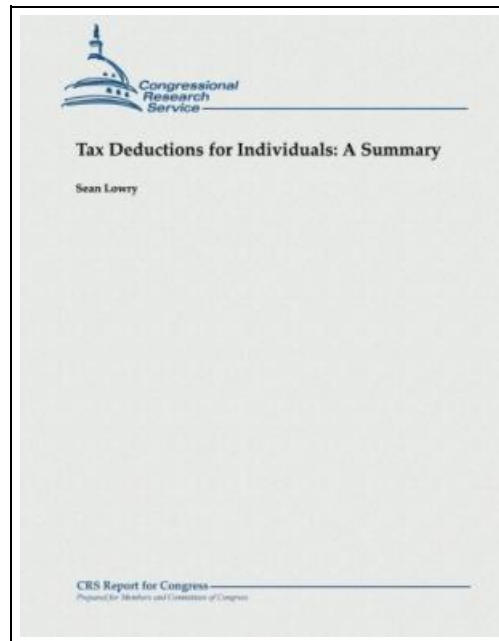 Congressional
Research
Service
Tax Deductions for Individuals: A Summary
Sean Lowry
CRS Report for Congress
Prepared for Members and Committees of Congress